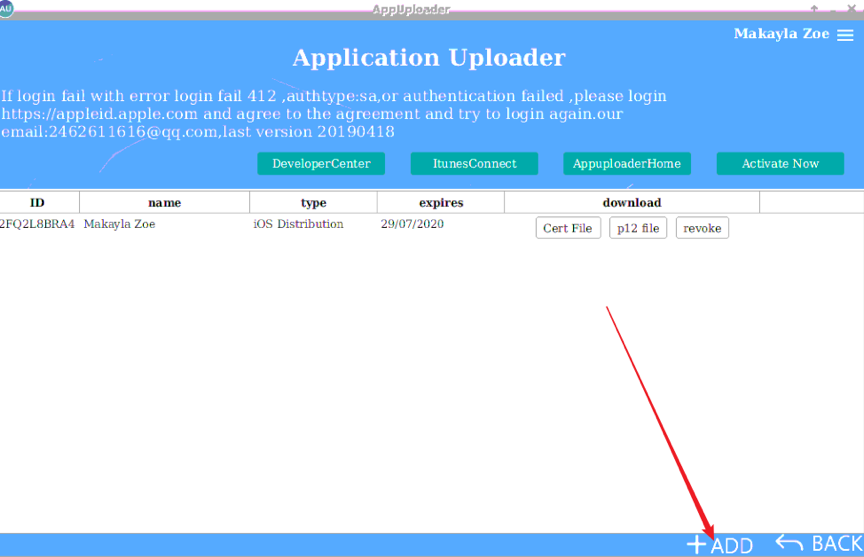 AU
AppUploader
Makayla Zoe
Application Uploader
If login fail with error login fail 412 ,authtype:sa,or authentication failed ,please login
https://appleid.apple.com and agree to the agreement and try to login again.our
email:2462611616@qq.com,last version 20190418
DeveloperCenter ItunesConnect AppuploaderHome Activate Now
ID name type expires download
2FQ2L8BRA4 Makayla Zoe iOS Distribution 29/07/2020 Cert File p12 file revoke
+ADD BACK